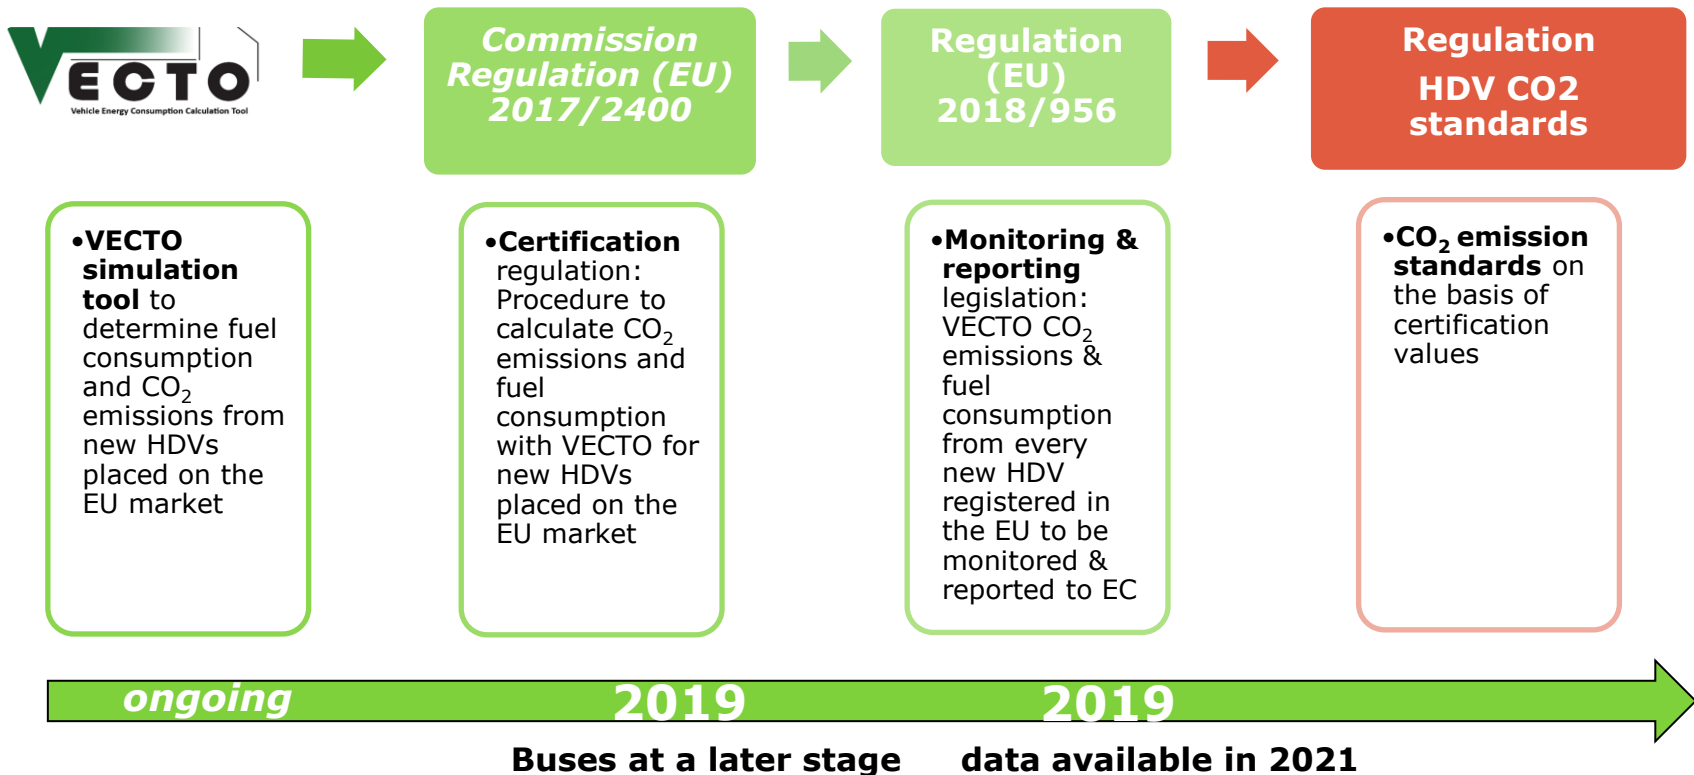 VECTO
Vehicle Energy Consumption Calculation Tool
Commission
Regulation (EU)
2017/2400
Regulation
(EU)
2018/956
Regulation
HDV CO2
standards
•VECTO
simulation
tool to
determine fuel
consumption
and CO₂
emissions from
new HDVs
placed on the
EU market
•Certification
regulation:
Procedure to
calculate CO₂
emissions and
fuel
consumption
with VECTO for
new HDVs
placed on the
EU market
•Monitoring &
reporting
legislation:
VECTO CO₂
emissions &
fuel
consumption
from every
new HDV
registered in
the EU to be
monitored &
reported to EC
•CO₂ emission
standards on
the basis of
certification
values
ongoing
2019
2019
Buses at a later stage
data available in 2021